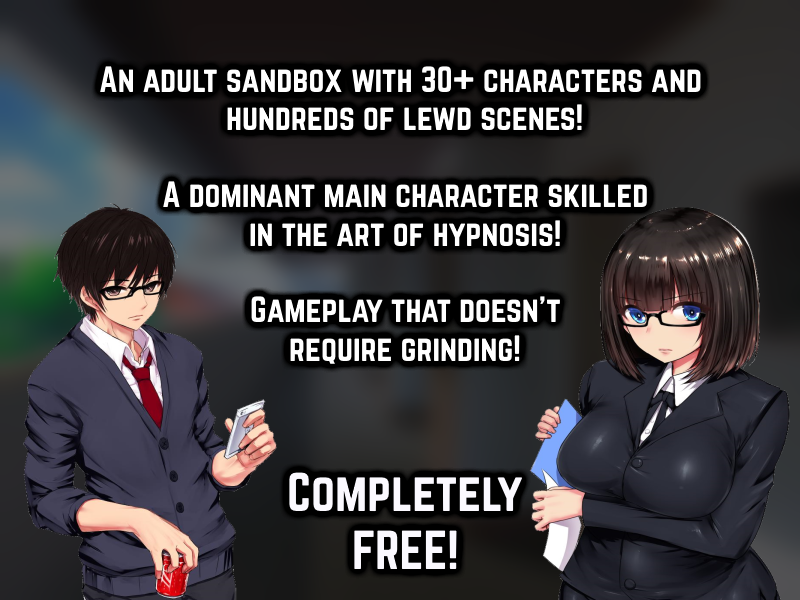 An adult sandbox with 30+ characters and
hundreds of lewd scenes!
A dominant main character skilled
in the art of hypnosis!
Gameplay that doesn't
require grinding!
Completely
FREE!